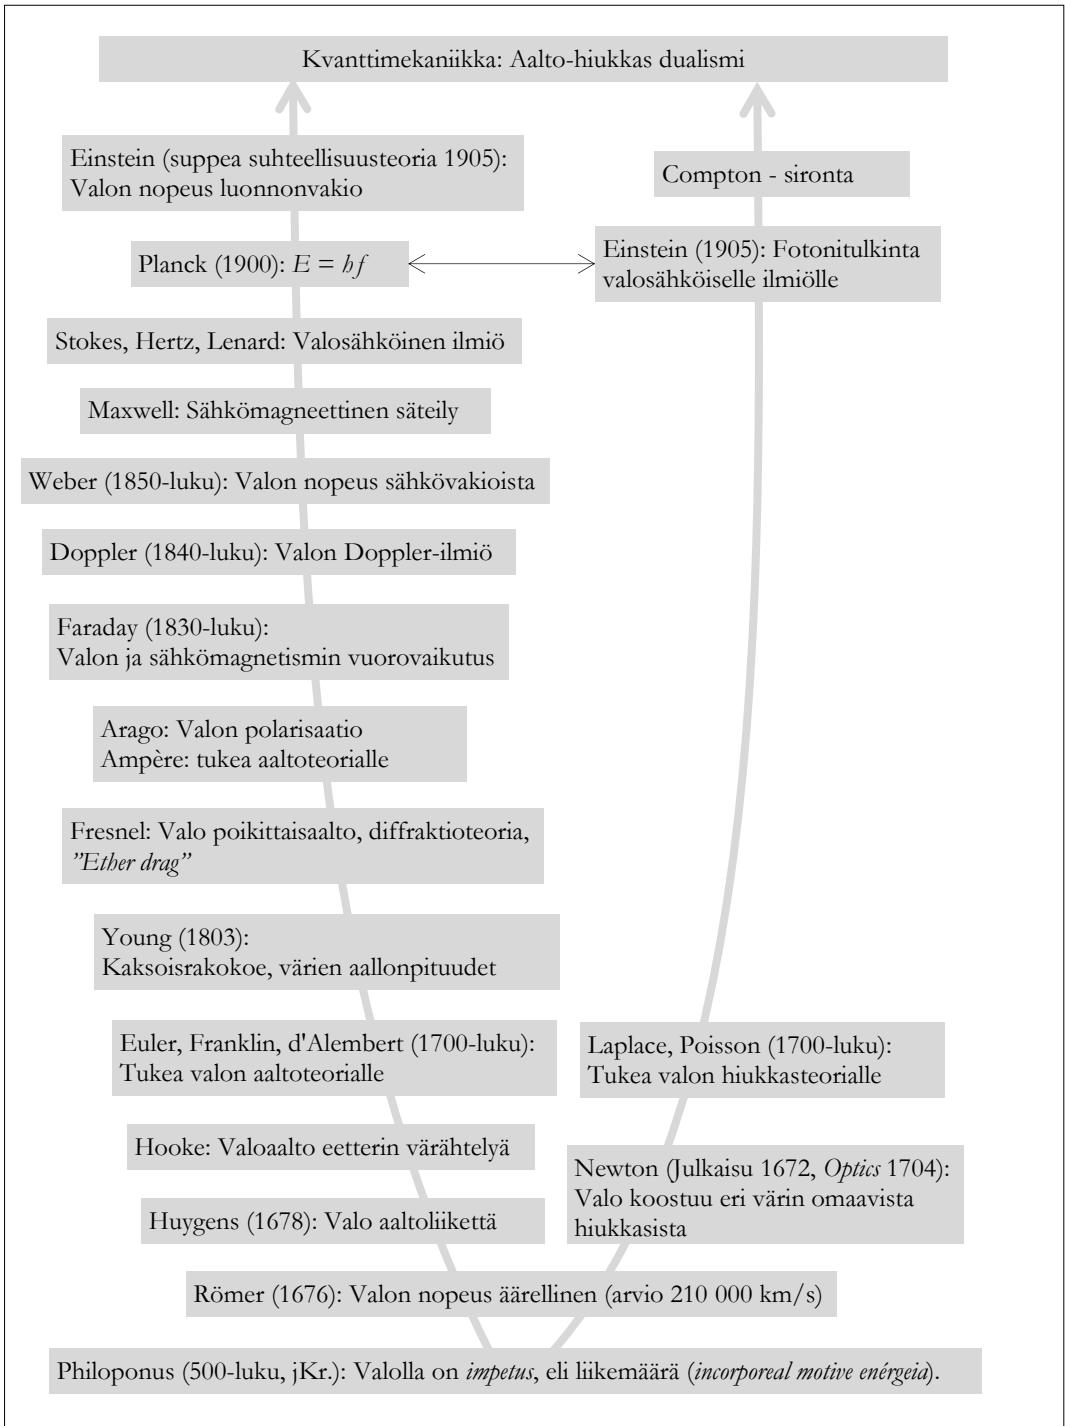 Kvanttimekaniikka: Aalto-hiukkas dualismi
Einstein (suppea suhteellisuusteoria 1905):
Valon nopeus luonnonvakio
Compton - sironta
Planck (1900): E = hf
Einstein (1905): Fotonitulkinta
valosähköiselle ilmiölle
Stokes, Hertz, Lenard: Valosähköinen ilmiö
Maxwell: Sähkömagneettinen säteily
Weber (1850-luku): Valon nopeus sähkövakioista
Doppler (1840-luku): Valon Doppler-ilmiö
Faraday (1830-luku):
Valon ja sähkömagnetismin vuorovaikutus
Arago: Valon polarisaatio
Ampère: tukea aaltoteorialle
Fresnel: Valo poikittaisaalto, diffraktioteoria,
”Ether drag”
Young (1803):
Kaksoisrakokoe, värien aallonpituudet
Euler, Franklin, d'Alembert (1700-luku):
Tukea valon aaltoteorialle
Laplace, Poisson (1700-luku):
Tukea valon hiukkasteorialle
Hooke: Valoaalto eetterin värähtelyä
Newton (Julkaisu 1672, Optics 1704):
Valo koostuu eri värin omaavista
hiukkasista
Huygens (1678): Valo aaltoliikettä
Römer (1676): Valon nopeus äärellinen (arvio 210 000 km/s)
Philoponus (500-luku, jKr.): Valolla on impetus, eli liikemäärä (incorporeal motive enérgeia).